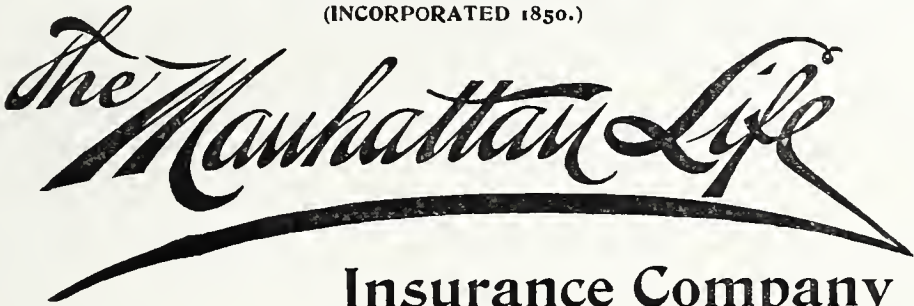 (INCORPORATED 1850.)
The Manhattan Life
Insurance Company